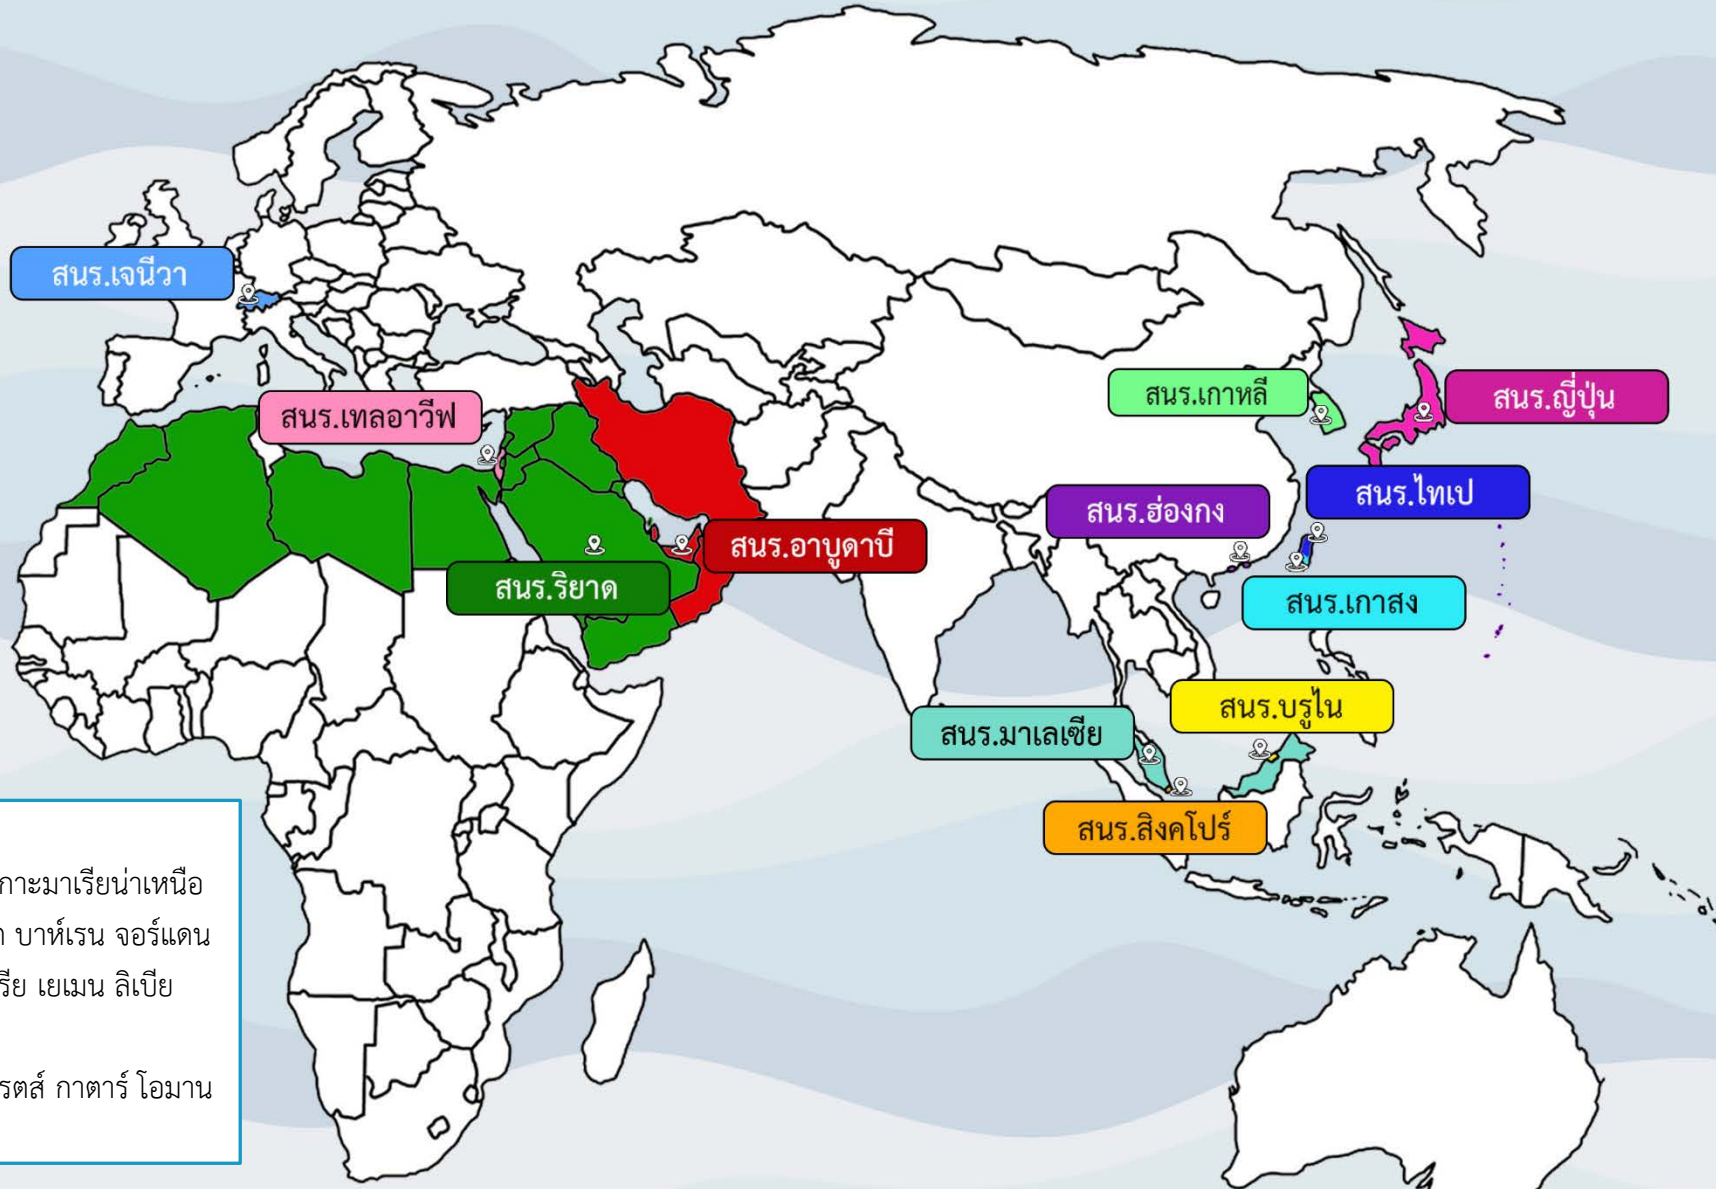 สนร.เจนีวา
สนร.เทลอาวีฟ
สนร.เกาหลี
สนร.ญี่ปุ่น
สนร.ไทเป
สนร.ฮ่องกง
สนร.อาบูดาบี
สนร.ริยาด
สนร.เกาสง
สนร.บรูไน
สนร.มาเลเซีย
สนร.สิงคโปร์
กาะมาเรียน่าเหนือ
บาห์เรน จอร์แดน
รีย เยเมน ลิเบีย
รตส์ กาตาร์ โอมาน